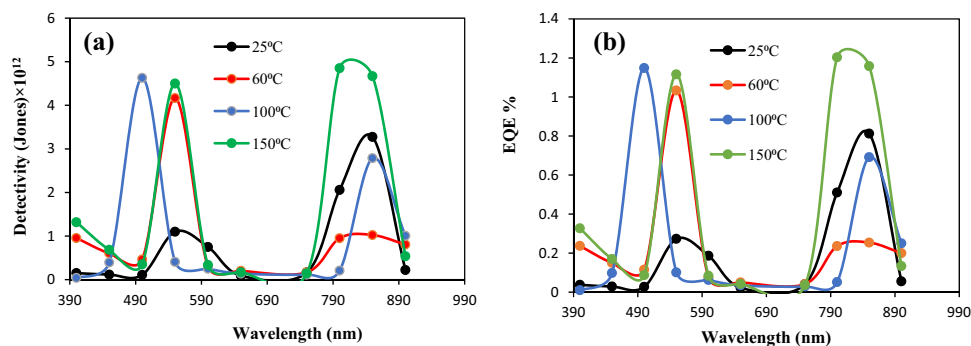 (a)
Detectivity (Jones)×10¹²
6
5
4
3
2
1
0
25ºC
60ºC
100ºC
150ºC
390 490 590 690 790 890 990
Wavelength (nm)
(b)
EQE %
1.4
1.2
1
0.8
0.6
0.4
0.2
0
25ºC
60ºC
100ºC
150ºC
390 490 590 690 790 890 990
Wavelength (nm)